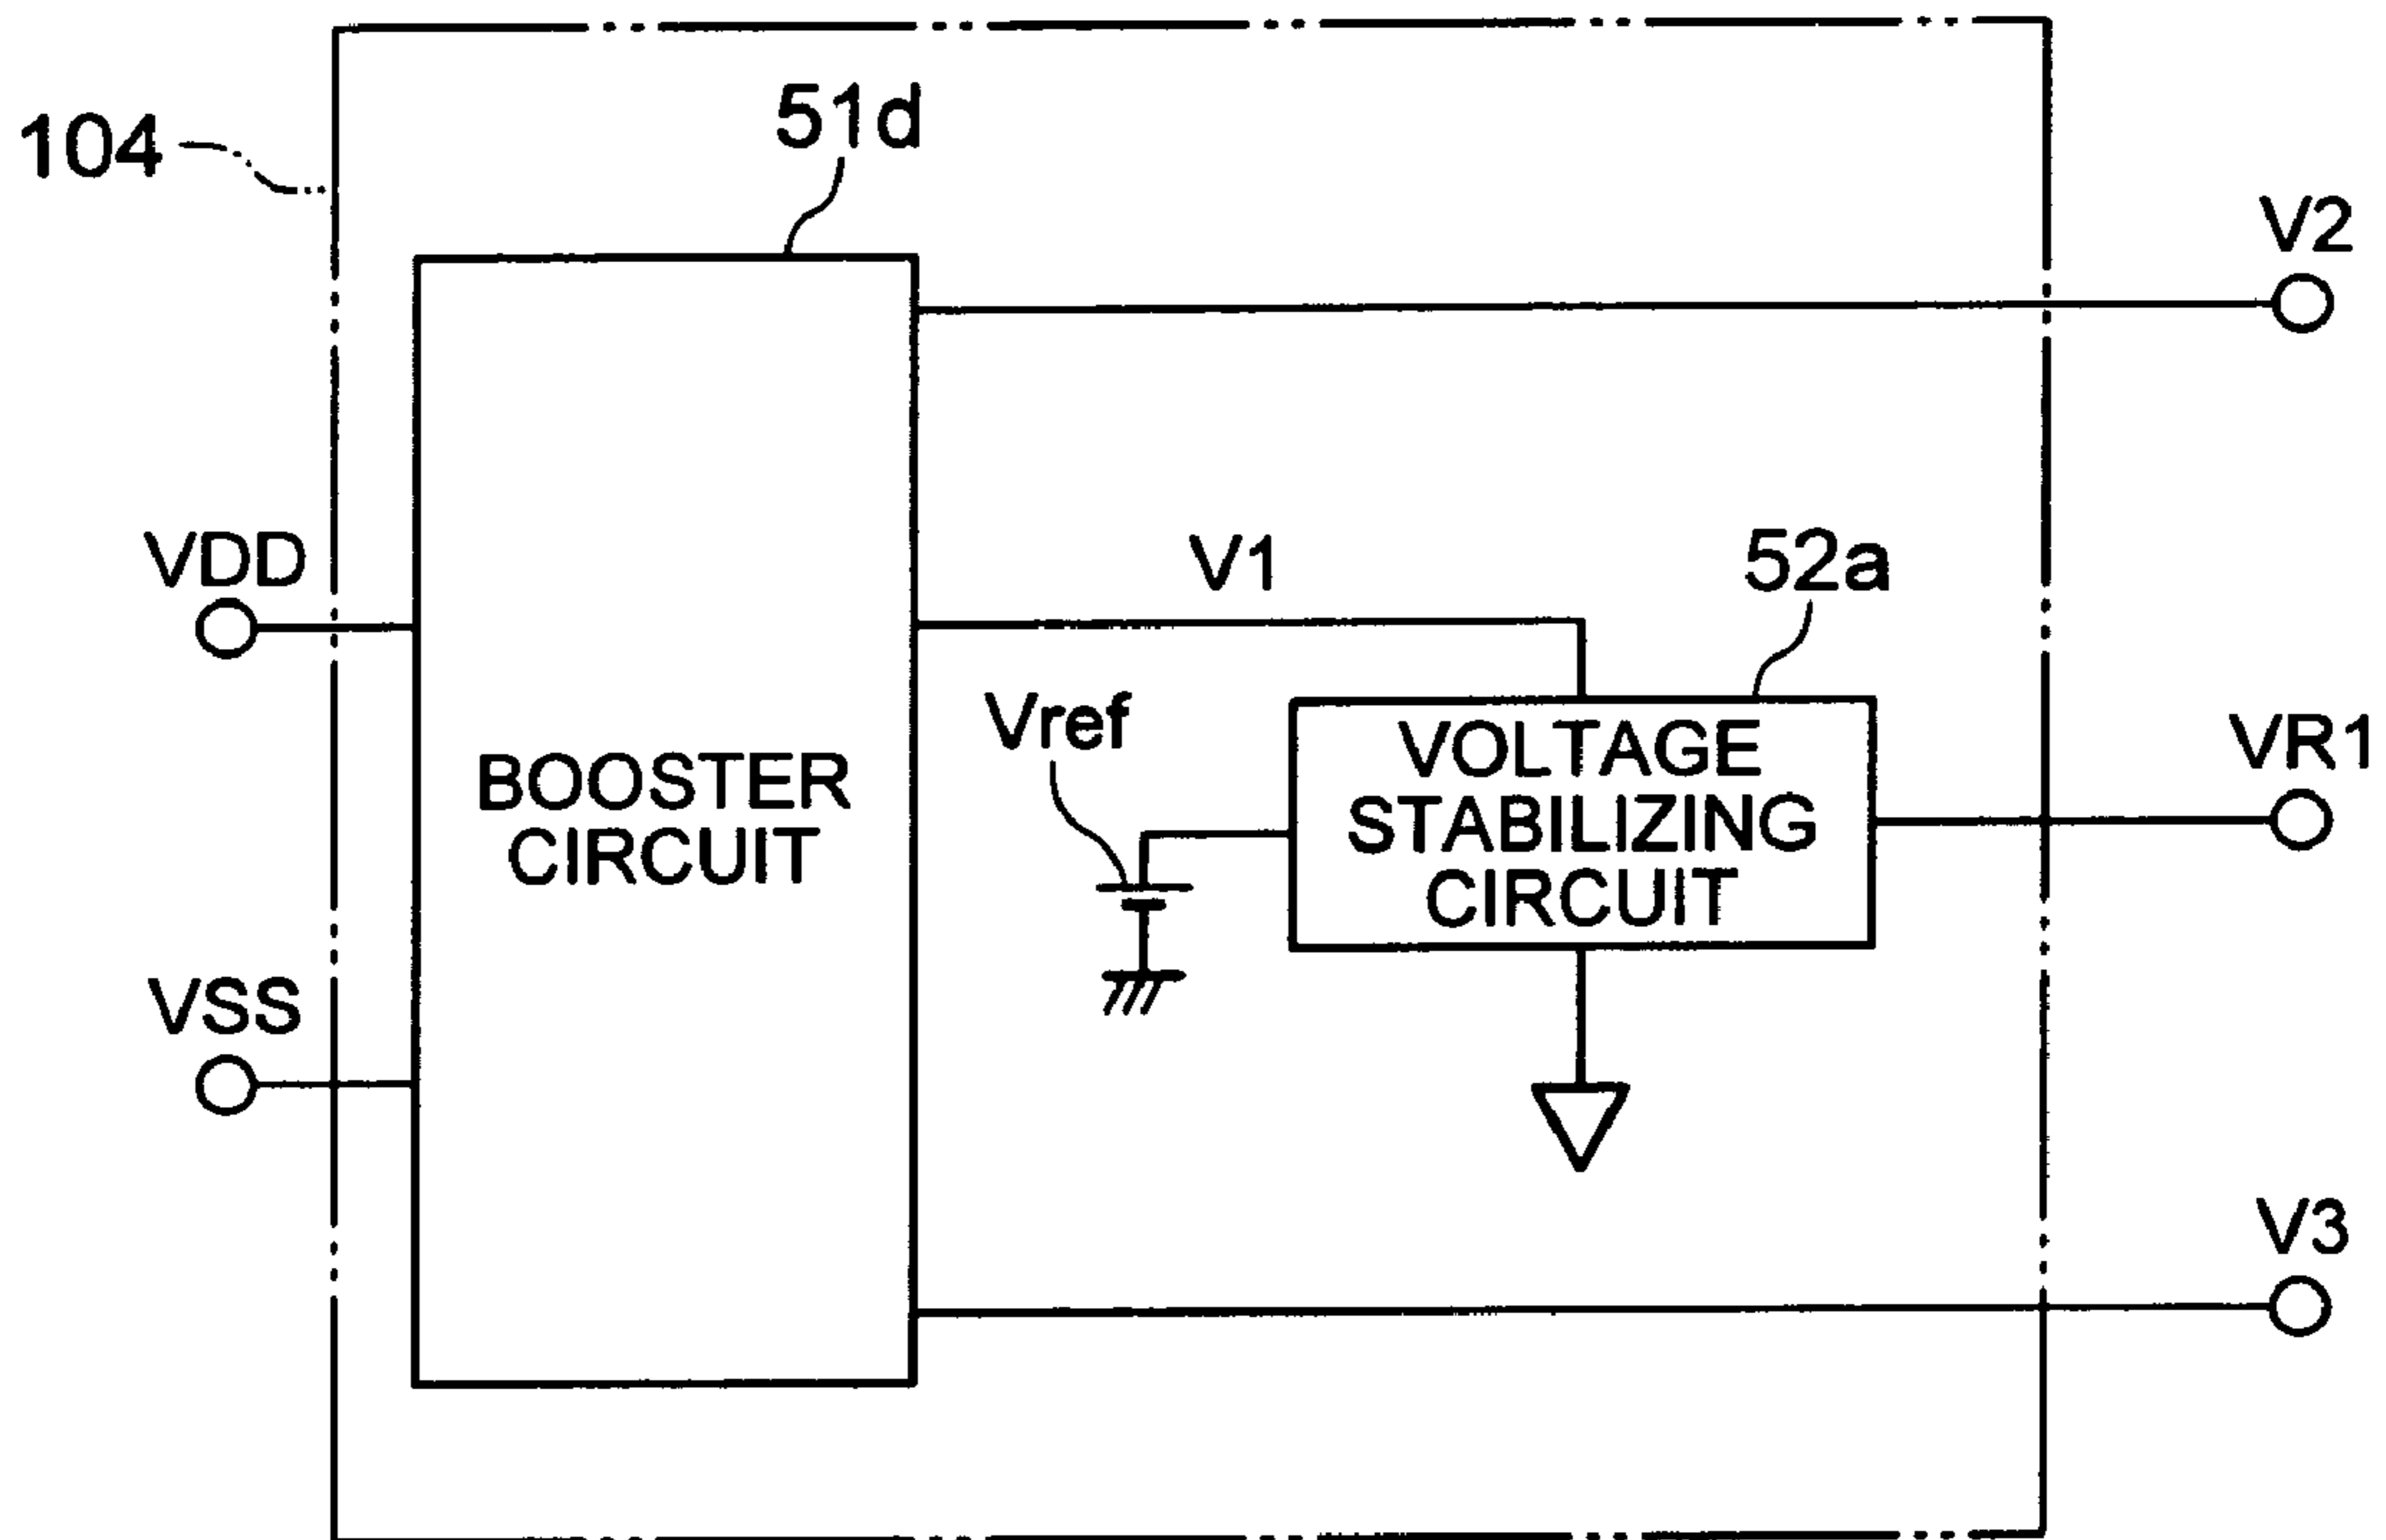 104
51d
V2
VDD
V1
52a
Vref
VOLTAGE
STABILIZING
CIRCUIT
VR1
BOOSTER
CIRCUIT
VSS
V3